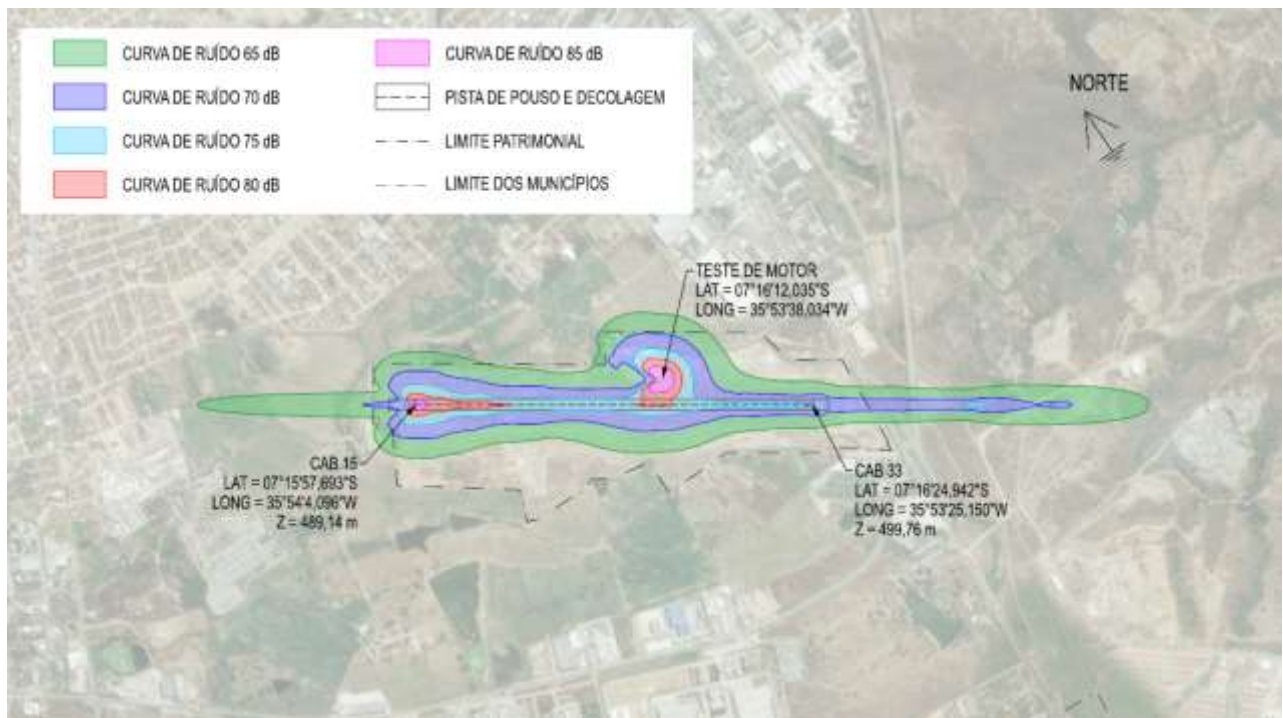 CURVA DE RUÍDO 65 dB
CURVA DE RUÍDO 70 dB
CURVA DE RUÍDO 75 dB
CURVA DE RUÍDO 80 dB
CURVA DE RUÍDO 85 dB
PISTA DE POUSO E DECOLAGEM
LIMITE PATRIMONIAL
LIMITE DOS MUNICÍPIOS
NORTE
TESTE DE MOTOR
LAT = 07°16'12,035"S
LONG = 35°53'38,034"W
CAB 15
LAT = 07°15'57,693"S
LONG = 35°54'4,096"W
Z = 489,14 m
CAB 33
LAT = 07°16'24,942"S
LONG = 35°53'25,150"W
Z = 499,76 m